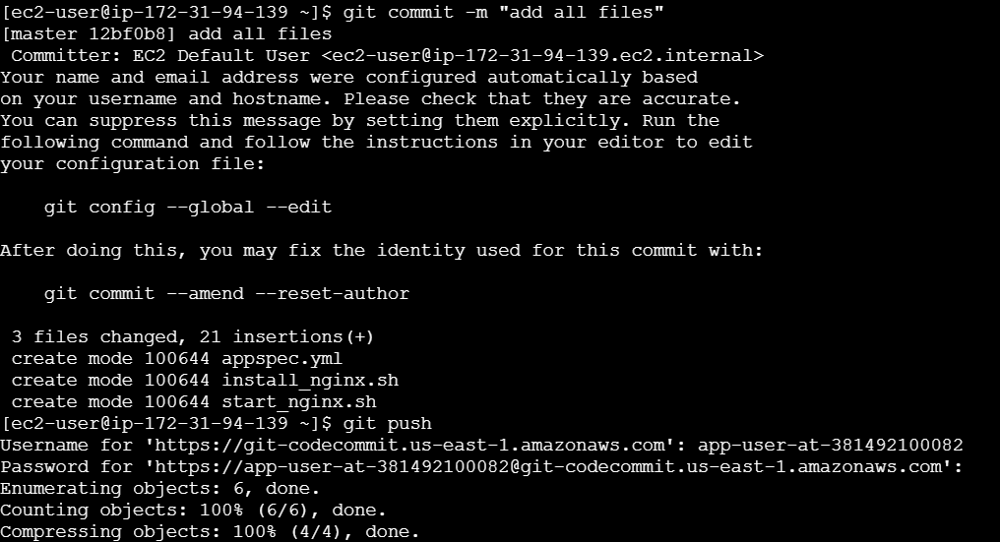 [ec2-user@ip-172-31-94-139 ~]$ git commit -m "add all files"
[master 12bf0b8] add all files
 Committer: EC2 Default User <ec2-user@ip-172-31-94-139.ec2.internal>
Your name and email address were configured automatically based
on your username and hostname. Please check that they are accurate.
You can suppress this message by setting them explicitly. Run the
following command and follow the instructions in your editor to edit
your configuration file:

    git config --global --edit

After doing this, you may fix the identity used for this commit with:

    git commit --amend --reset-author

 3 files changed, 21 insertions(+)
 create mode 100644 appspec.yml
 create mode 100644 install_nginx.sh
 create mode 100644 start_nginx.sh
[ec2-user@ip-172-31-94-139 ~]$ git push
Username for 'https://git-codecommit.us-east-1.amazonaws.com': app-user-at-381492100082
Password for 'https://app-user-at-381492100082@git-codecommit.us-east-1.amazonaws.com':
Enumerating objects: 6, done.
Counting objects: 100% (6/6), done.
Compressing objects: 100% (4/4), done.